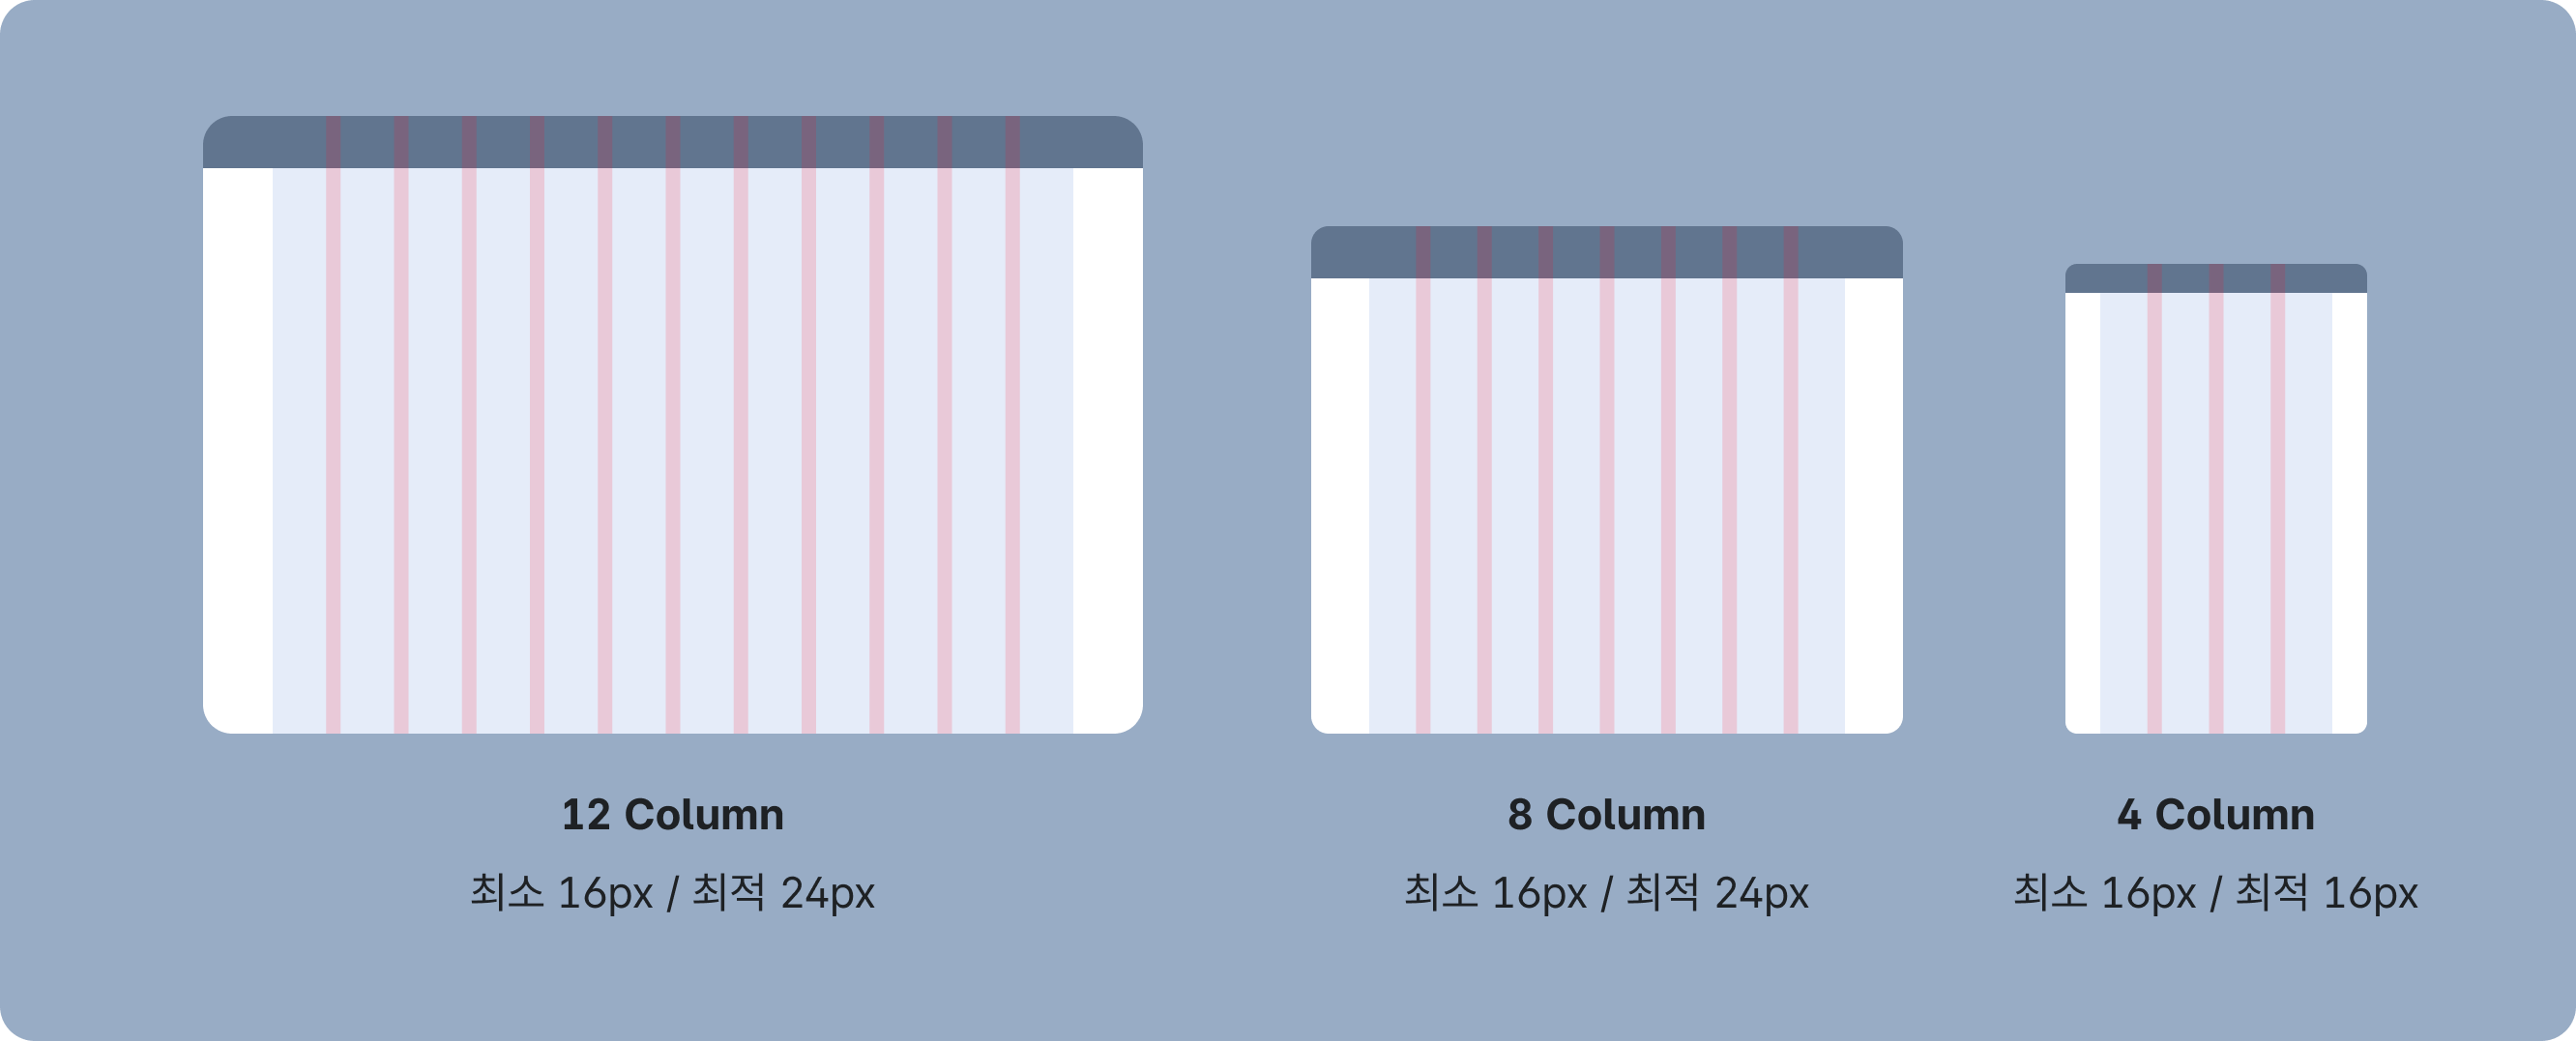 12 Column
최소 16px / 최적 24px
8 Column
최소 16px / 최적 24px
4 Column
최소 16px / 최적 16px